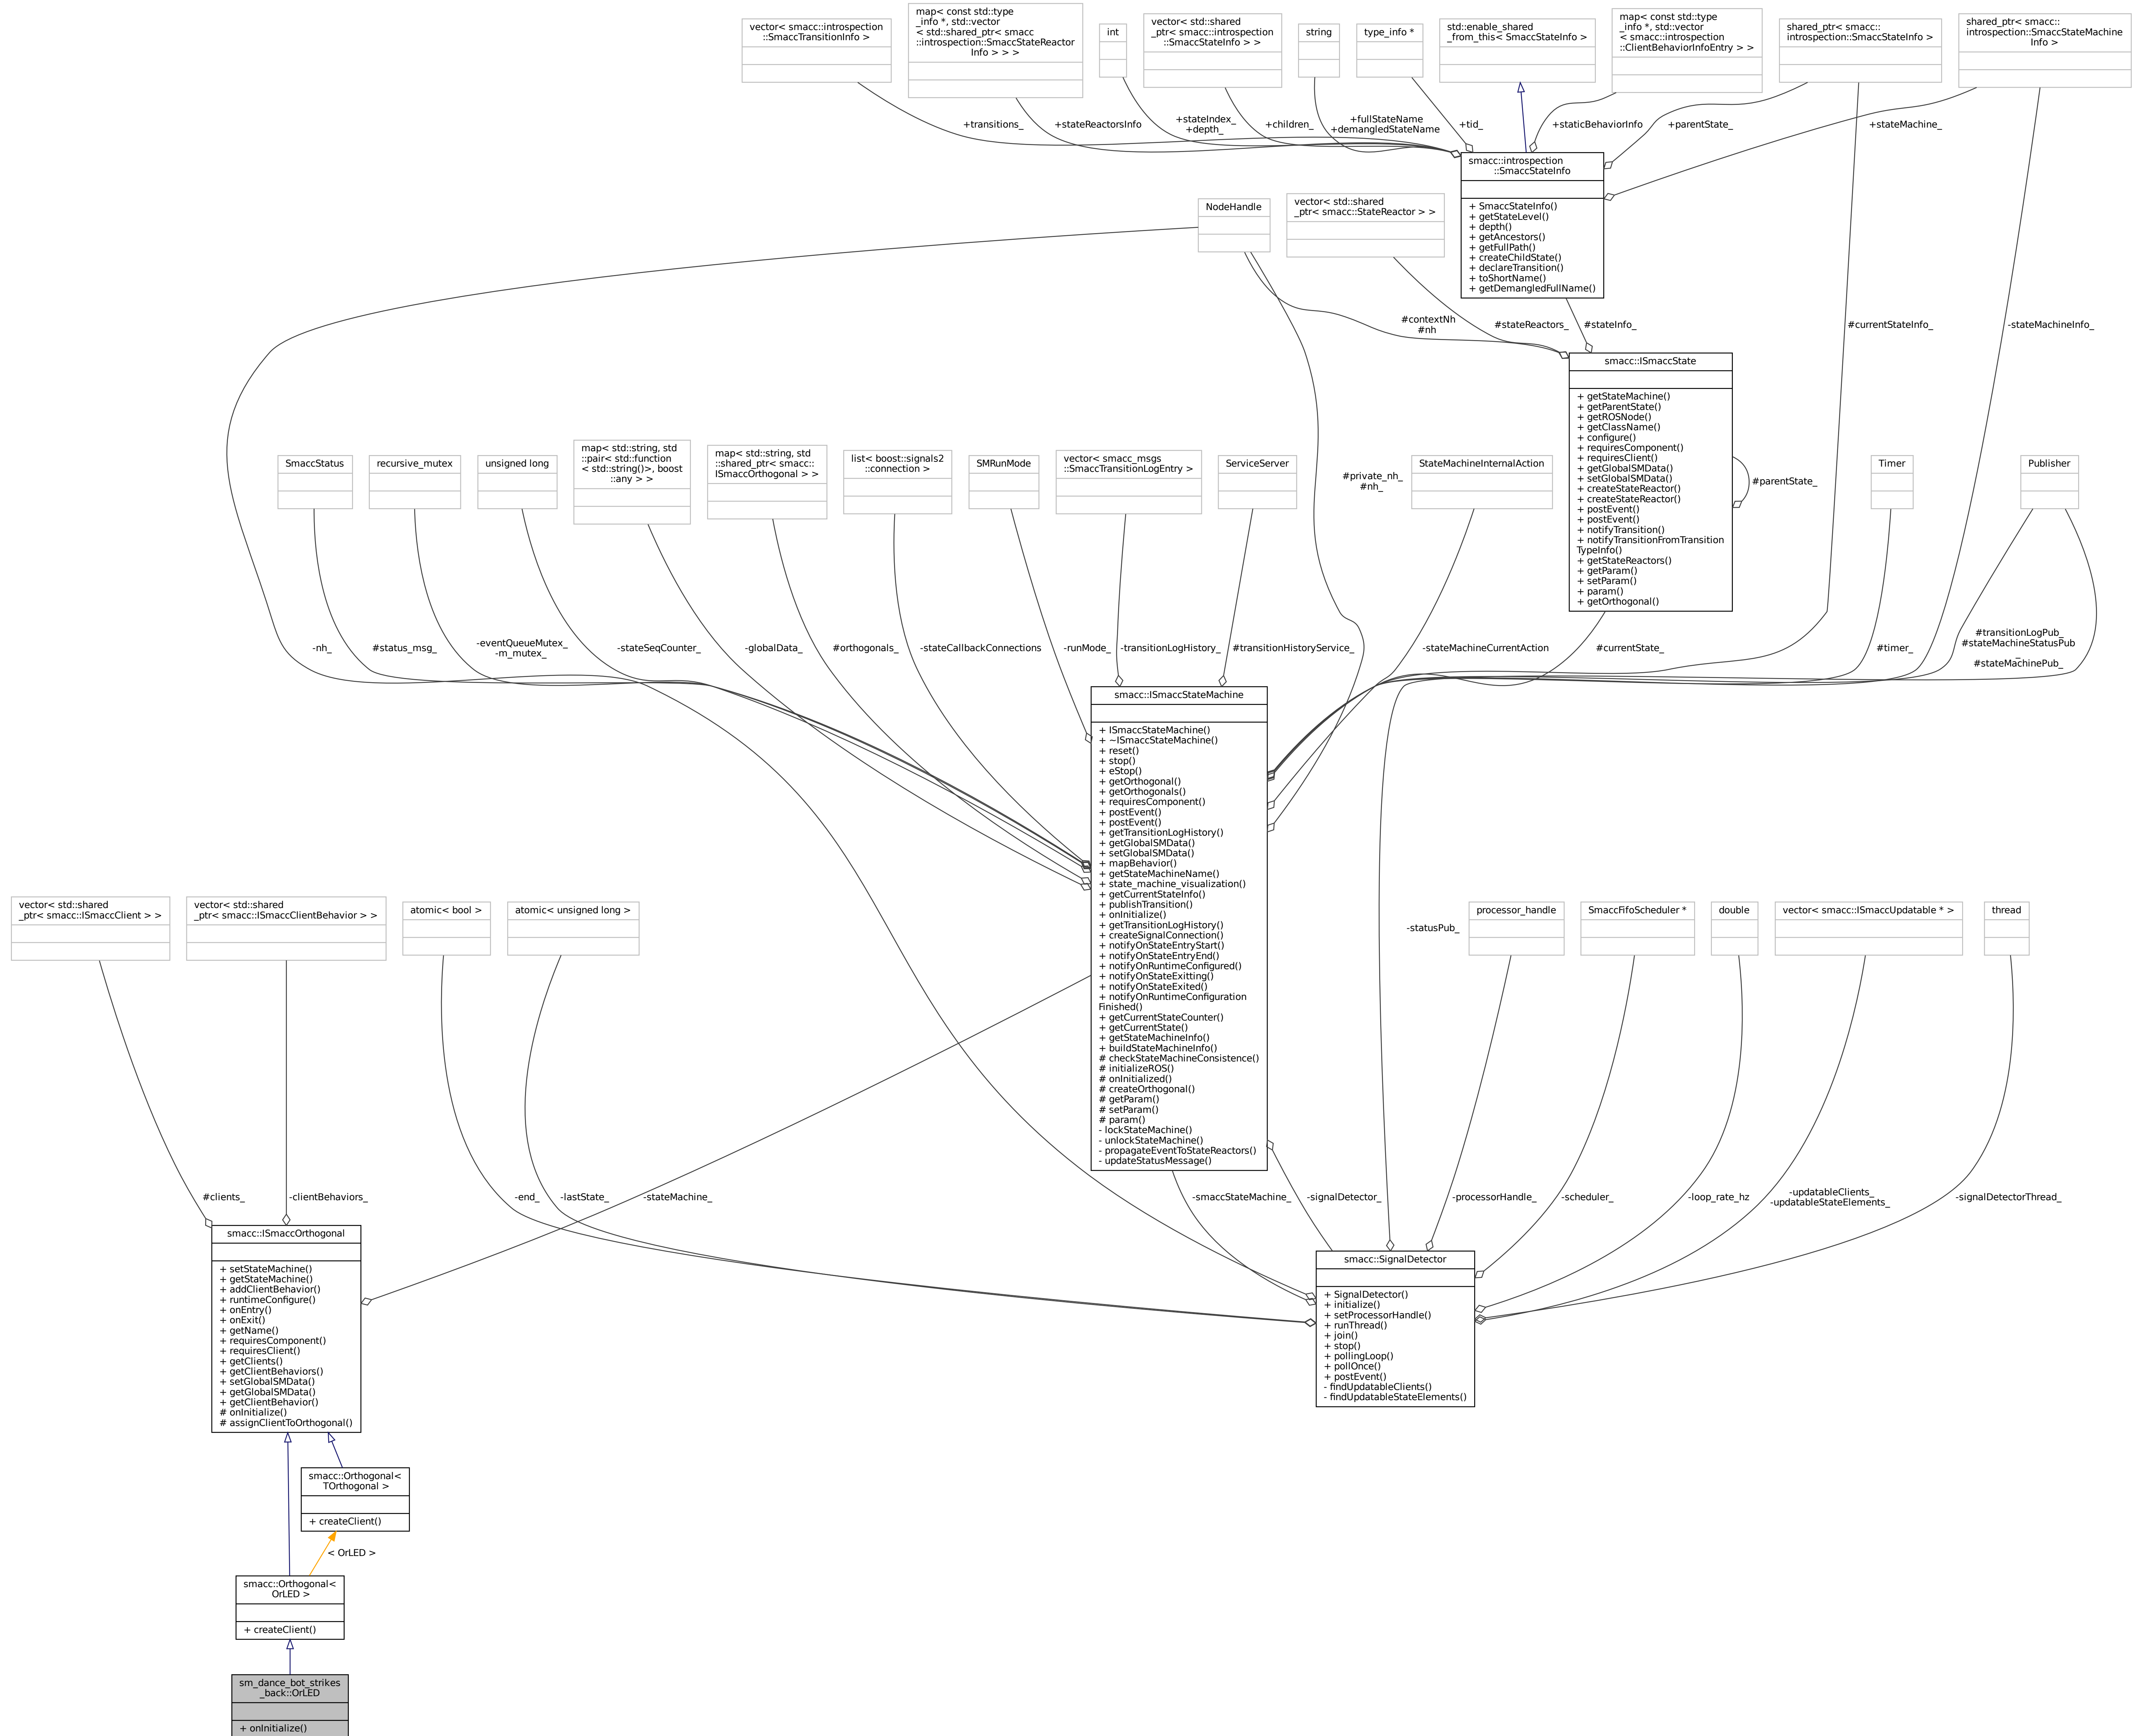 vector< smacc::introspection
::SmaccTransitionInfo >
map< const std::type
_info *, std::vector
< std::shared_ptr< smacc
::introspection::SmaccStateReactor
Info > > >
int
vector< std::shared
_ptr< smacc::introspection
::SmaccStateInfo > >
string
type_info *
std::enable_shared
_from_this< SmaccStateInfo >
map< const std::type
_info *, std::vector
< smacc::introspection
::ClientBehaviorInfoEntry > >
shared_ptr< smacc::
introspection::SmaccStateInfo >
shared_ptr< smacc::
introspection::SmaccStateMachine
Info >
+transitions_
+stateReactorsInfo
+stateIndex_
+depth_
+children_
+fullStateName
+demangledStateName
+tid_
+staticBehaviorInfo
+parentState_
+stateMachine_
smacc::introspection
::SmaccStateInfo
+ SmaccStateInfo()
+ getStateLevel()
+ depth()
+ getAncestors()
+ getFullPath()
+ createChildState()
+ declareTransition()
+ toShortName()
+ getDemangledFullName()
NodeHandle
vector< std::shared
_ptr< smacc::StateReactor > >
#contextNh
#nh
#stateReactors_
#stateInfo_
#currentStateInfo_
-stateMachineInfo_
smacc::ISmaccState
+ getStateMachine()
+ getParentState()
+ getROSNode()
+ getClassName()
+ configure()
+ requiresComponent()
+ requiresClient()
+ getGlobalSMData()
+ setGlobalSMData()
+ createStateReactor()
+ createStateReactor()
+ postEvent()
+ postEvent()
+ notifyTransition()
+ notifyTransitionFromTransition
TypeInfo()
+ getStateReactors()
+ getParam()
+ setParam()
+ param()
+ getOrthogonal()
#parentState_
SmaccStatus
recursive_mutex
unsigned long
map< std::string, std
::pair< std::function
< std::string()>, boost
::any > >
map< std::string, std
::shared_ptr< smacc::
ISmaccOrthogonal > >
list< boost::signals2
::connection >
SMRunMode
vector< smacc_msgs
::SmaccTransitionLogEntry >
ServiceServer
#private_nh_
#nh_
StateMachineInternalAction
Timer
Publisher
-nh_
#status_msg_
-eventQueueMutex_
-m_mutex_
-stateSeqCounter_
-globalData_
#orthogonals_
-stateCallbackConnections
-runMode_
-transitionLogHistory_
#transitionHistoryService_
-stateMachineCurrentAction
#currentState_
#timer_
#transitionLogPub_
#stateMachineStatusPub
_
#stateMachinePub_
smacc::ISmaccStateMachine
+ ISmaccStateMachine()
+ ~ISmaccStateMachine()
+ reset()
+ stop()
+ eStop()
+ getOrthogonal()
+ getOrthogonals()
+ requiresComponent()
+ postEvent()
+ postEvent()
+ getTransitionLogHistory()
+ getGlobalSMData()
+ setGlobalSMData()
+ mapBehavior()
+ getStateMachineName()
+ state_machine_visualization()
+ getCurrentStateInfo()
+ publishTransition()
+ onInitialize()
+ getTransitionLogHistory()
+ createSignalConnection()
+ notifyOnStateEntryStart()
+ notifyOnStateEntryEnd()
+ notifyOnRuntimeConfigured()
+ notifyOnStateExitting()
+ notifyOnStateExited()
+ notifyOnRuntimeConfiguration
Finished()
+ getCurrentStateCounter()
+ getCurrentState()
+ getStateMachineInfo()
+ buildStateMachineInfo()
# checkStateMachineConsistence()
# initializeROS()
# onInitialized()
# createOrthogonal()
# getParam()
# setParam()
# param()
- lockStateMachine()
- unlockStateMachine()
- propagateEventToStateReactors()
- updateStatusMessage()
vector< std::shared
_ptr< smacc::ISmaccClient > >
vector< std::shared
_ptr< smacc::ISmaccClientBehavior > >
atomic< bool >
atomic< unsigned long >
-statusPub_
processor_handle
SmaccFifoScheduler *
double
vector< smacc::ISmaccUpdatable * >
thread
#clients_
-clientBehaviors_
-end_
-lastState_
-stateMachine_
-smaccStateMachine_
-signalDetector_
-processorHandle_
-scheduler_
-loop_rate_hz
-updatableClients_
-updatableStateElements_
-signalDetectorThread_
smacc::ISmaccOrthogonal
+ setStateMachine()
+ getStateMachine()
+ addClientBehavior()
+ runtimeConfigure()
+ onEntry()
+ onExit()
+ getName()
+ requiresComponent()
+ requiresClient()
+ getClients()
+ getClientBehaviors()
+ setGlobalSMData()
+ getGlobalSMData()
+ getClientBehavior()
# onInitialize()
# assignClientToOrthogonal()
smacc::SignalDetector
+ SignalDetector()
+ initialize()
+ setProcessorHandle()
+ runThread()
+ join()
+ stop()
+ pollingLoop()
+ pollOnce()
+ postEvent()
- findUpdatableClients()
- findUpdatableStateElements()
smacc::Orthogonal<
TOrthogonal >
+ createClient()
< OrLED >
smacc::Orthogonal<
OrLED >
+ createClient()
sm_dance_bot_strikes
_back::OrLED
+ onInitialize()